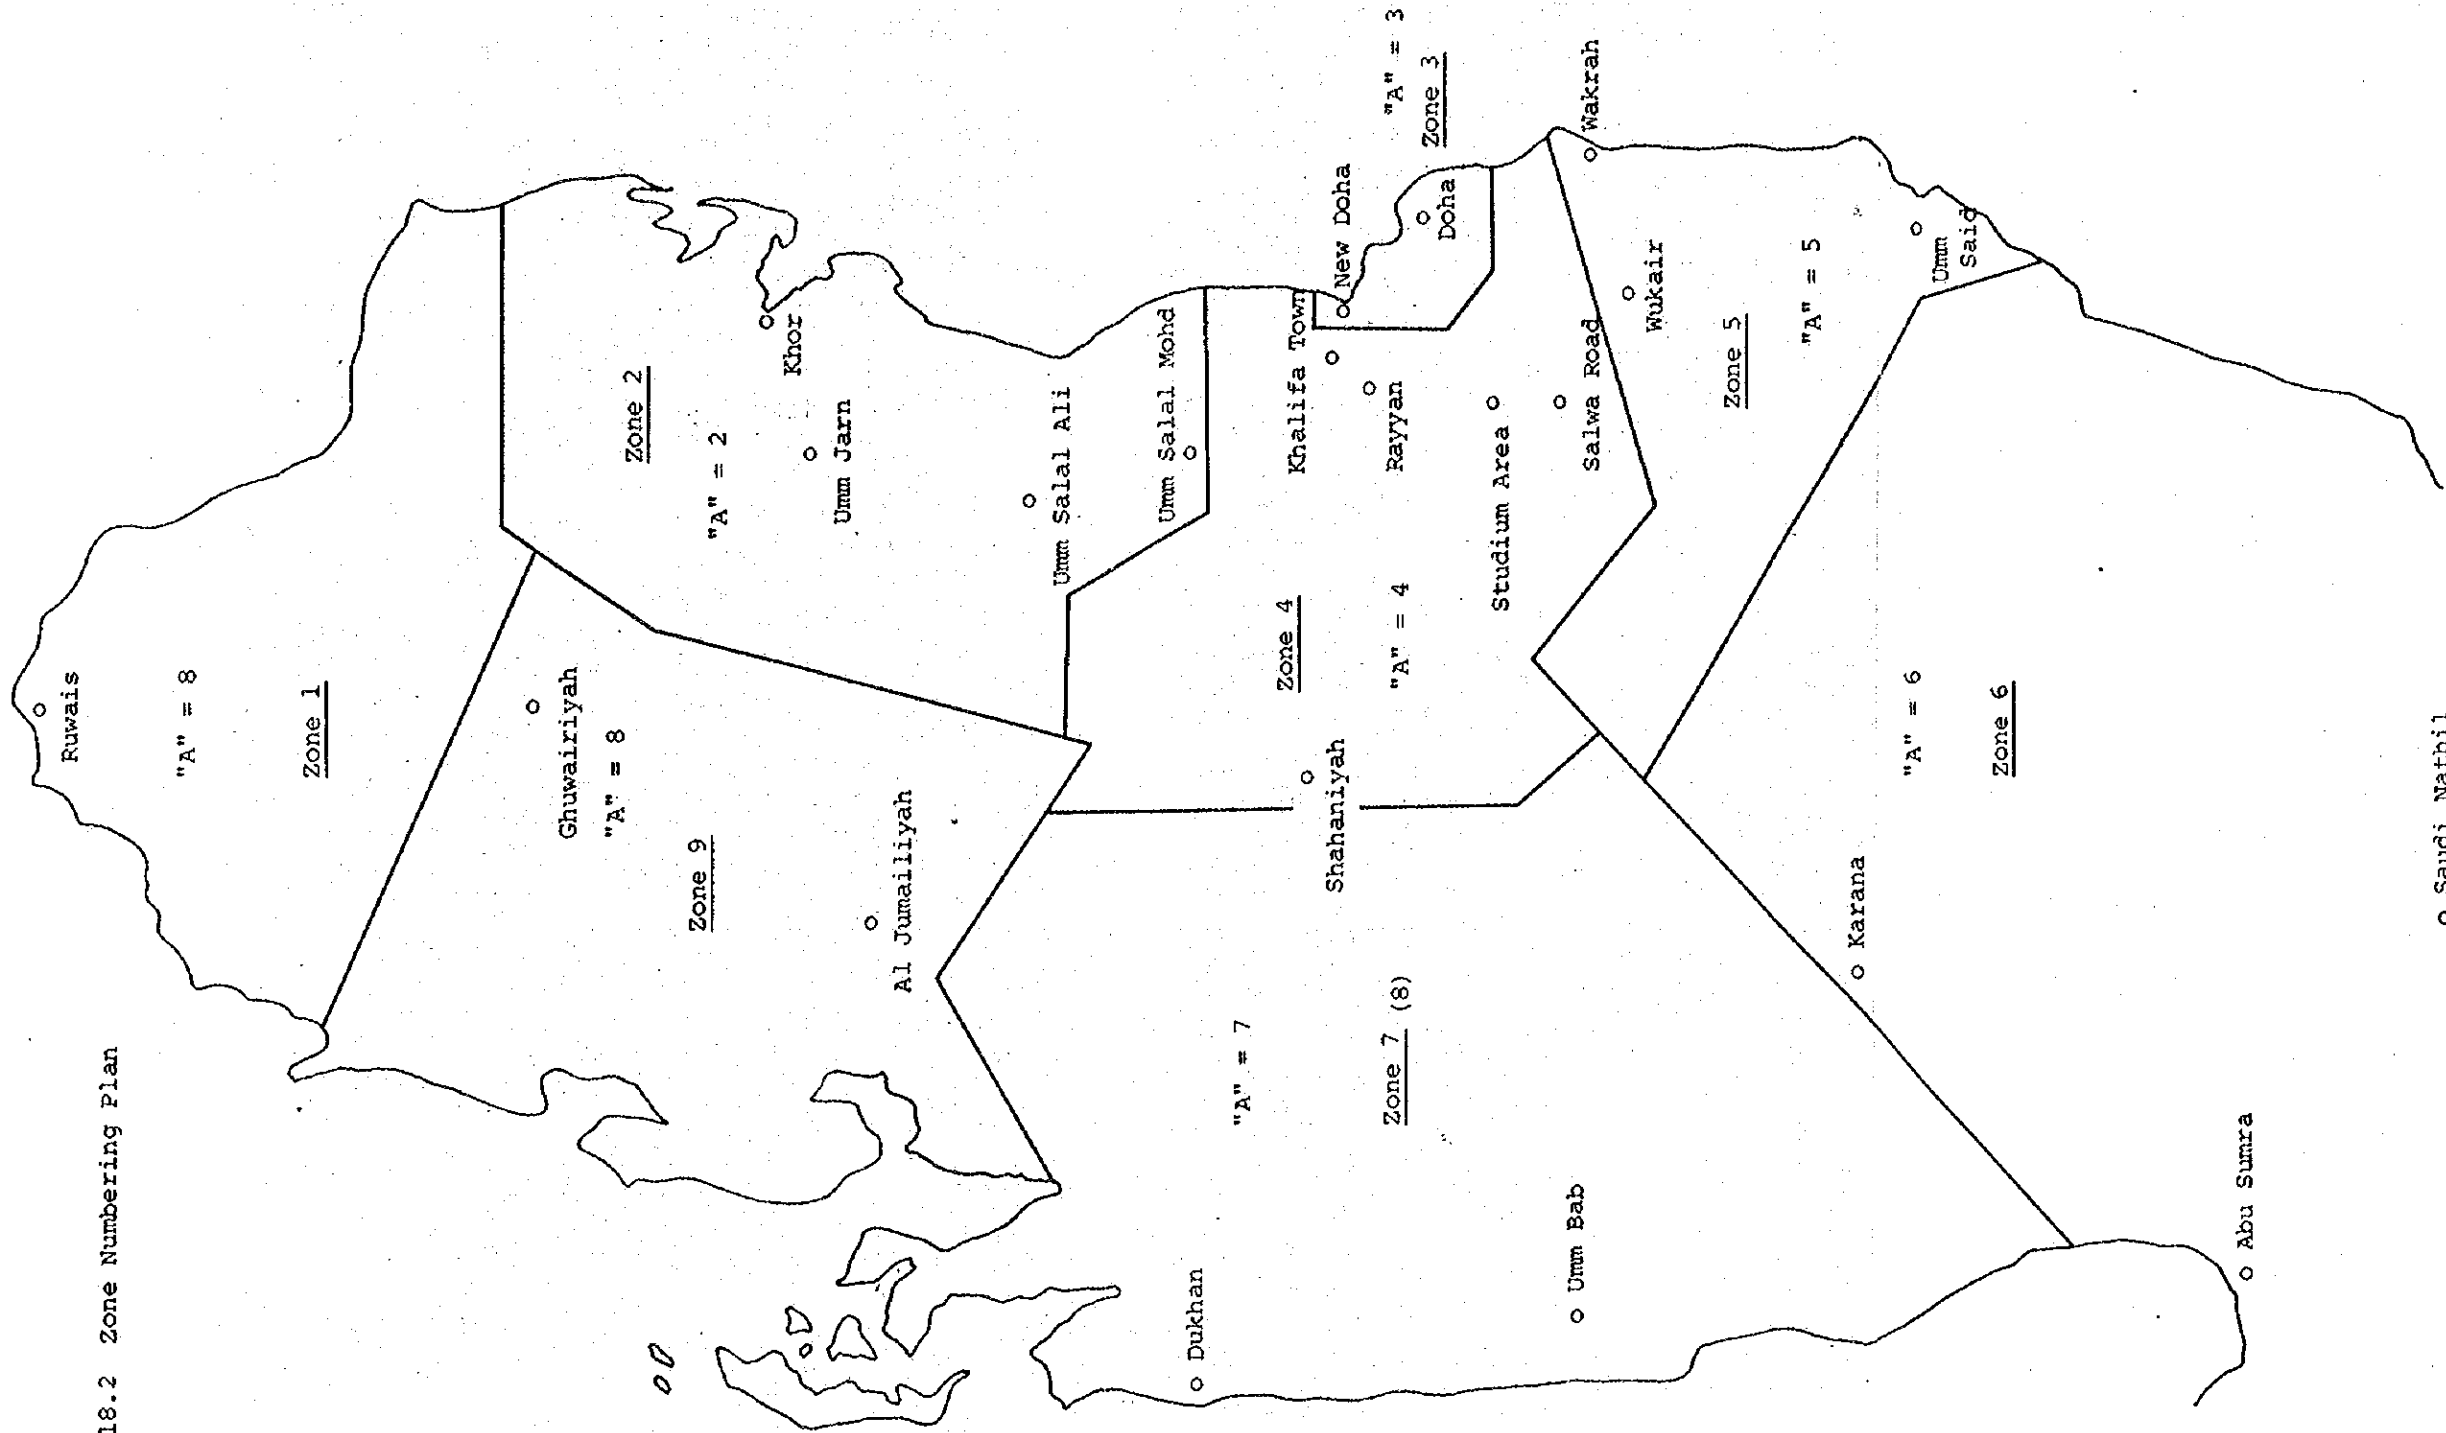 18.2 Zone Numbering Plan
Ruwais
"A" = 8
Zone 1
Ghuwairiyah
"A" = 8
Zone 9
Al Jumailiyah
Zone 2
"A" = 2
Khor
Umm Jarn
Umm Salal Ali
Umm Salal Mohd
Khalifa Town
New Doha
"A" = 3
Zone 3
Doha
Rayyan
Zone 4
"A" = 4
Studium Area
Salwa Road
Shahaniyah
Wakrah
Wukair
Zone 5
"A" = 5
Umm
Said
"A" = 7
Zone 7 (8)
Dukhan
Umm Bab
Karana
"A" = 6
Zone 6
Abu Sumra
Saudi Nathil